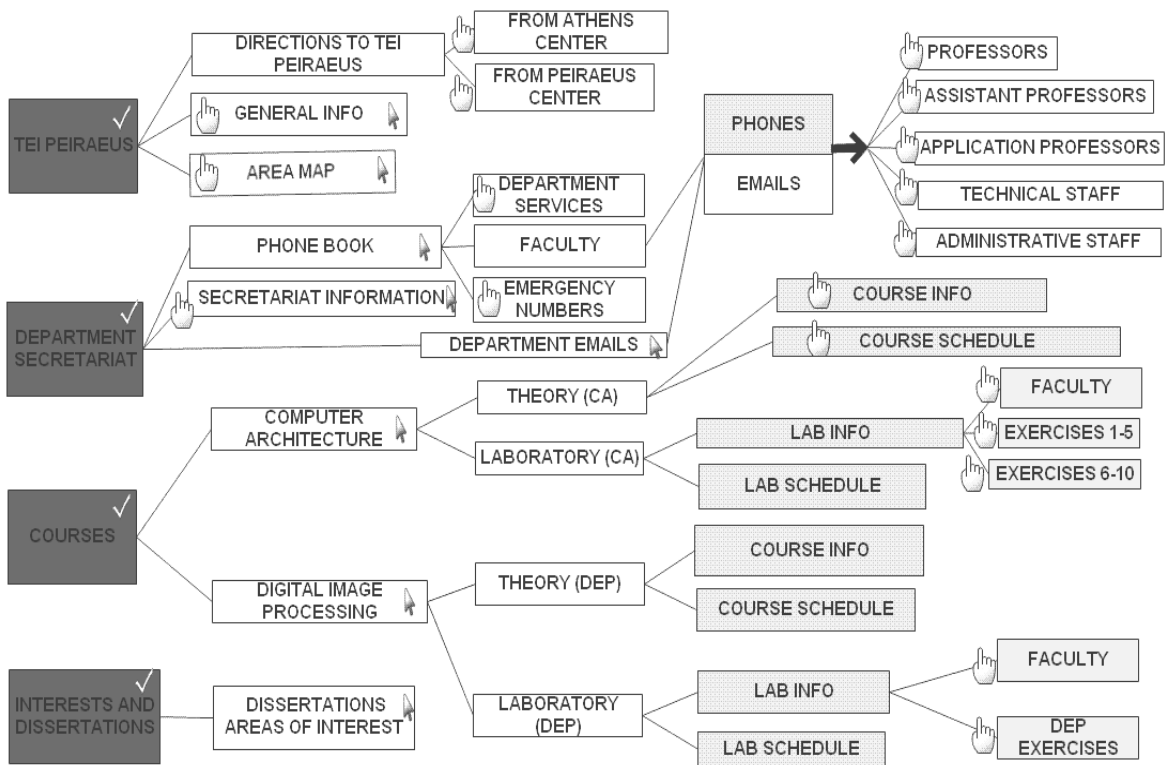 TEI PEIRAEUS
DIRECTIONS TO TEI
PEIRAEUS
FROM ATHENS
CENTER
FROM PEIRAEUS
CENTER
GENERAL INFO
AREA MAP
DEPARTMENT
SECRETARIAT
PHONE BOOK
DEPARTMENT
SERVICES
FACULTY
EMERGENCY
NUMBERS
SECRETARIAT INFORMATION
DEPARTMENT EMAILS
PHONES
EMAILS
PROFESSORS
ASSISTANT PROFESSORS
APPLICATION PROFESSORS
TECHNICAL STAFF
ADMINISTRATIVE STAFF
COURSES
COMPUTER
ARCHITECTURE
THEORY (CA)
COURSE INFO
COURSE SCHEDULE
LABORATORY (CA)
LAB INFO
FACULTY
EXERCISES 1-5
EXERCISES 6-10
LAB SCHEDULE
DIGITAL IMAGE
PROCESSING
THEORY (DEP)
COURSE INFO
COURSE SCHEDULE
LABORATORY
(DEP)
LAB INFO
FACULTY
DEP
EXERCISES
LAB SCHEDULE
INTERESTS AND
DISSERTATIONS
DISSERTATIONS
AREAS OF INTEREST